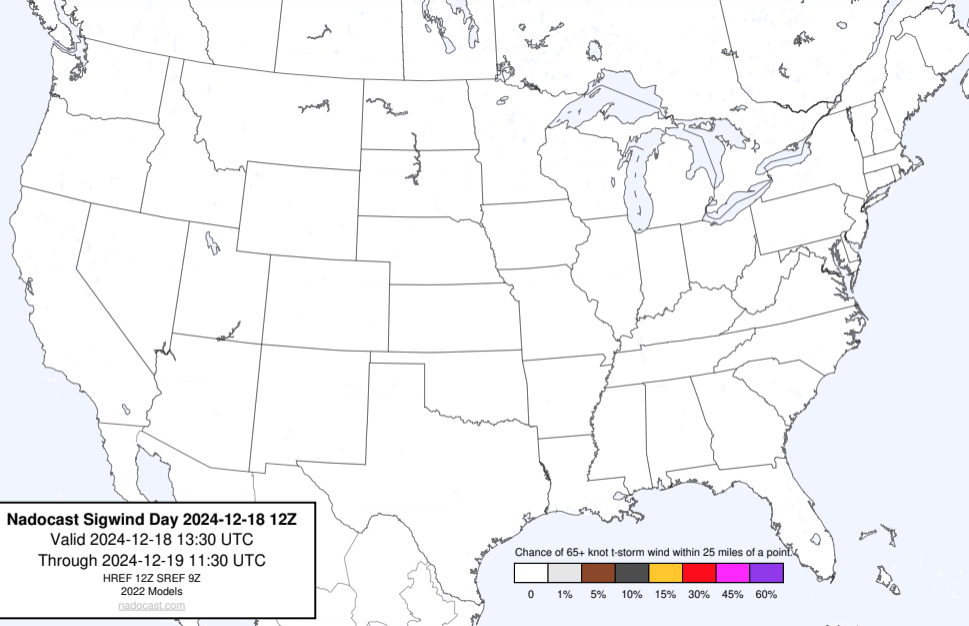 Nadocast Sigwind Day 2024-12-18 12Z
Valid 2024-12-18 13:30 UTC
Through 2024-12-19 11:30 UTC
HREF 12Z SREF 9Z
2022 Models
nadocast.com
Chance of 65+ knot t-storm wind within 25 miles of a point.
0 1% 5% 10% 15% 30% 45% 60%